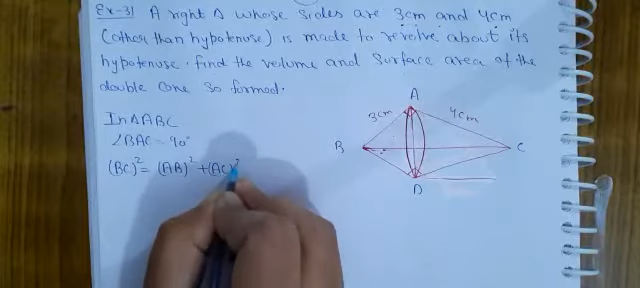 Ex-31 A right Δ whose sides are 3cm and 4cm
(other than hypotenuse) is made to revolve about its
hypotenuse. find the volume and surface area of the
double cone so formed.
In ΔABC
∠BAC = 90°
(BC)² = (AB)² + (AC)²
A
3cm
4cm
B
C
D